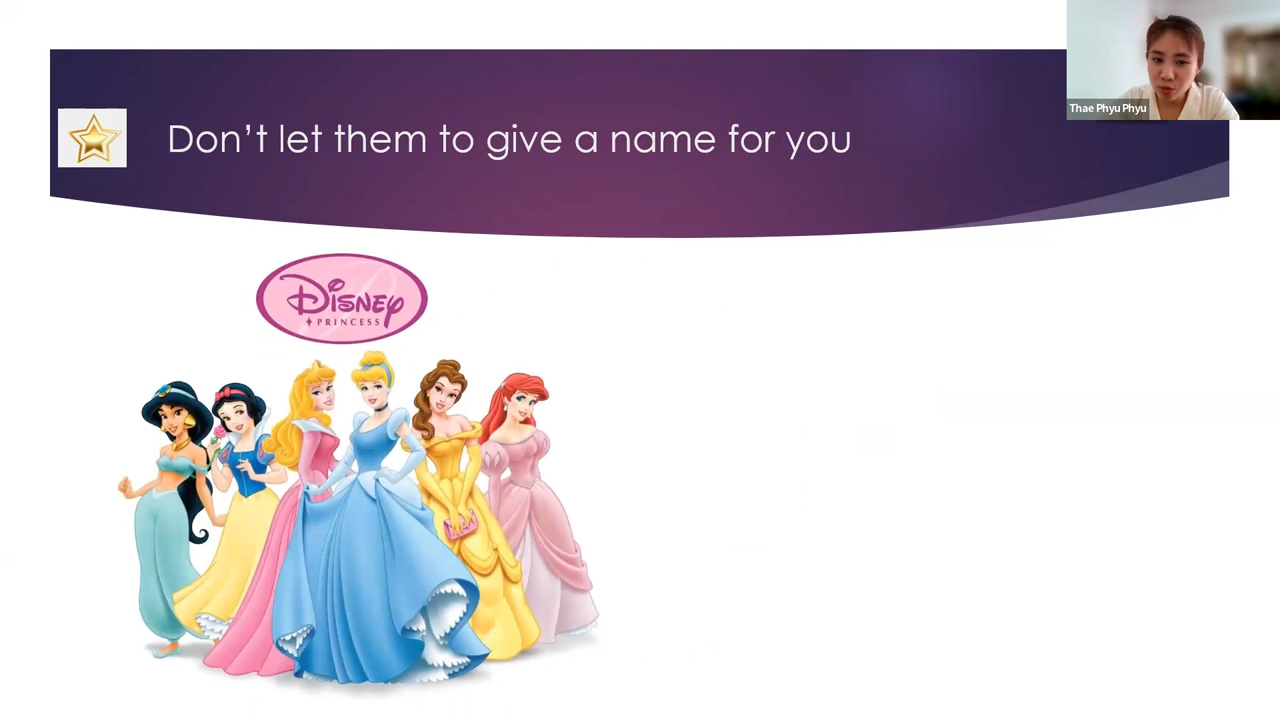 Thae Phyu Phyu
Don’t let them to give a name for you
Disney
PRINCESS